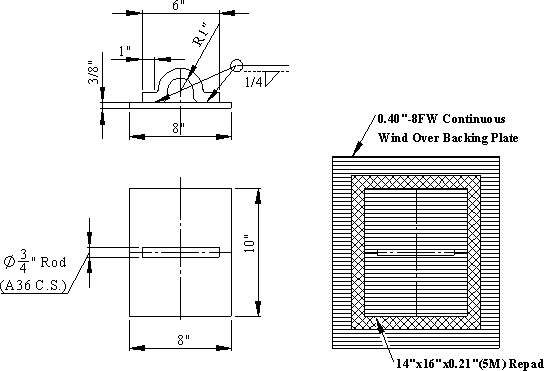 6"
R1"
1"
3/8"
1/4
8"
0.40"-8FW Continuous
Wind Over Backing Plate
10"
Ø 3/4" Rod
(A36 C.S.)
8"
14"x16"x0.21"(5M) Repad